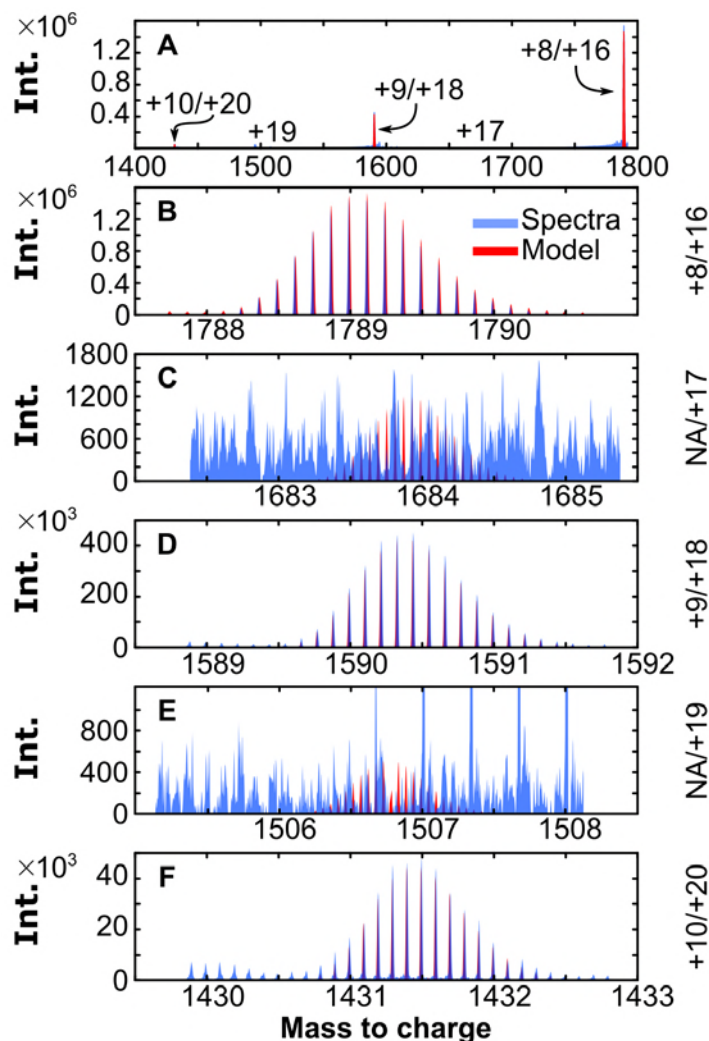 ×10⁶
A
Int.
1.2
0.8
0.4
+10/+20
+19
+9/+18
+17
+8/+16
1400 1500 1600 1700 1800
×10⁶
B
Int.
1.2
0.8
0.4
0
Spectra
Model
+8/+16
1788 1789 1790
C
Int.
1800
1200
600
0
NA/+17
1683 1684 1685
×10³
D
Int.
400
200
0
+9/+18
1589 1590 1591 1592
E
Int.
800
400
0
NA/+19
1506 1507 1508
×10³
F
Int.
40
20
0
+10/+20
1430 1431 1432 1433
Mass to charge